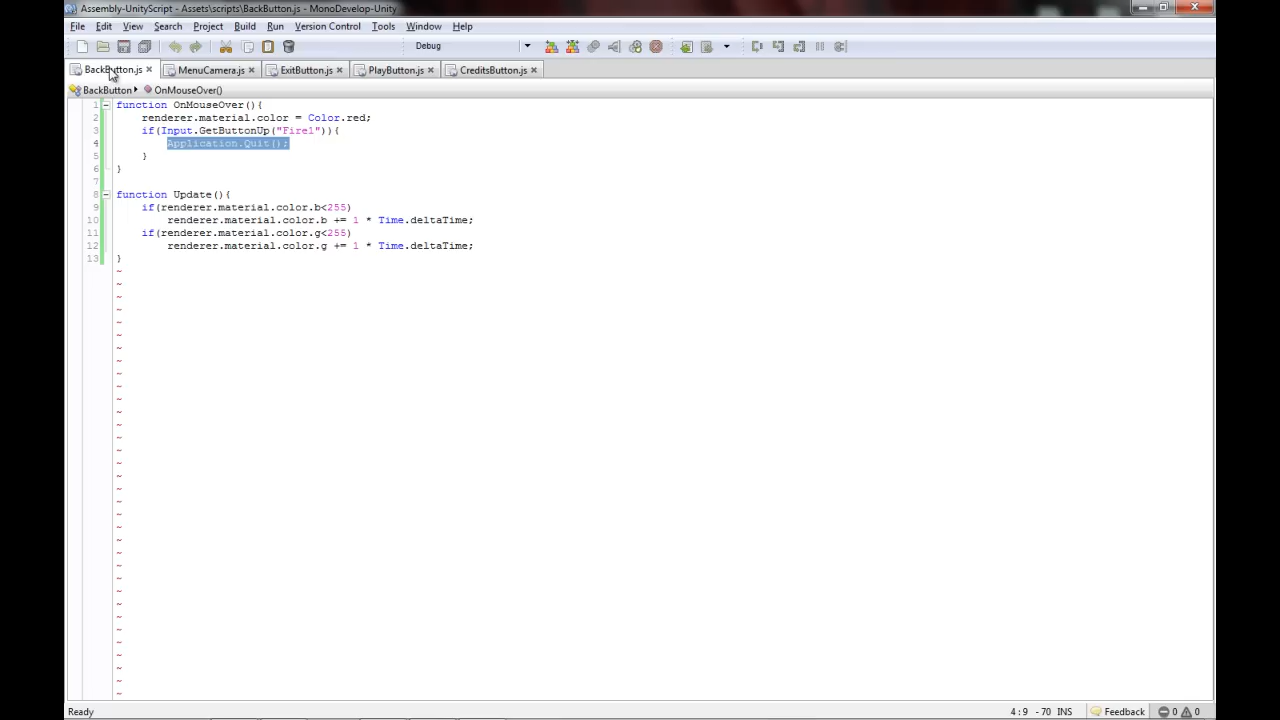 Assembly-UnityScript - Assets\scripts\BackButton.js - MonoDevelop-Unity
File Edit View Search Project Build Run Version Control Tools Window Help
Debug
BackButton.js MenuCamera.js ExitButton.js PlayButton.js CreditsButton.js
BackButton OnMouseOver()
1 function OnMouseOver(){
2 renderer.material.color = Color.red;
3 if(Input.GetButtonUp("Fire1")){
4 Application.Quit();
5 }
6 }
7
8 function Update(){
9 if(renderer.material.color.b<255)
10 renderer.material.color.b += 1 * Time.deltaTime;
11 if(renderer.material.color.g<255)
12 renderer.material.color.g += 1 * Time.deltaTime;
13 }
Ready 4 : 9 - 70 INS Feedback 0 0